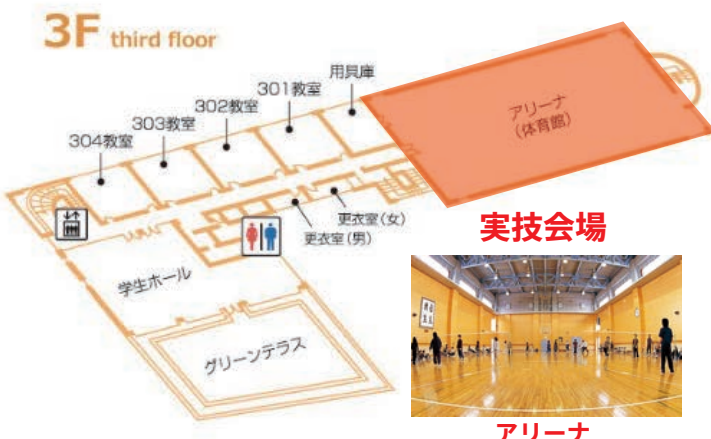 3F third floor
用具庫
301教室
302教室
303教室
304教室
アリーナ
(体育館)
更衣室(女)
更衣室(男)
学生ホール
グリーンテラス
実技会場
アリーナ